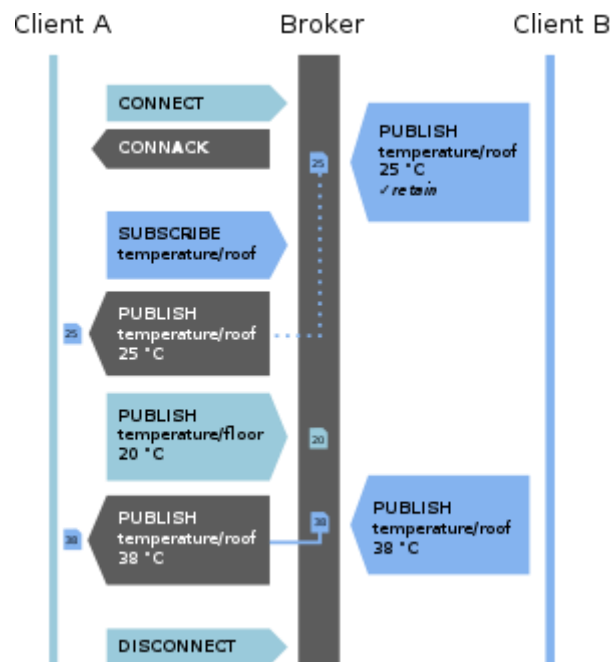 Client A
Broker
Client B
CONNECT
CONNACK
PUBLISH
temperature/roof
25 °C
✓retain
25
SUBSCRIBE
temperature/roof
PUBLISH
temperature/roof
25 °C
25
PUBLISH
temperature/floor
20 °C
20
PUBLISH
temperature/roof
38 °C
38
PUBLISH
temperature/roof
38 °C
38
DISCONNECT